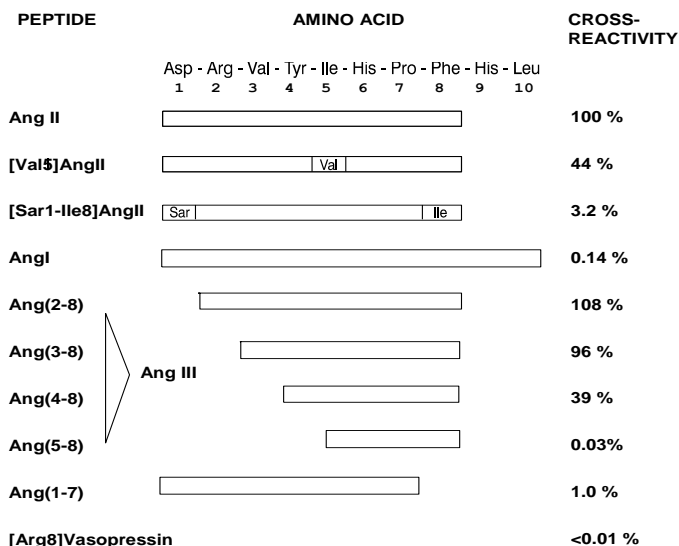 PEPTIDE AMINO ACID CROSS-
REACTIVITY
Asp - Arg - Val - Tyr - Ile - His - Pro - Phe - His - Leu
1 2 3 4 5 6 7 8 9 10
Ang II 100 %
[Val5]AngII Val 44 %
[Sar1-Ile8]AngII Sar Ile 3.2 %
AngI 0.14 %
Ang(2-8) 108 %
Ang(3-8) 96 %
Ang III
Ang(4-8) 39 %
Ang(5-8) 0.03%
Ang(1-7) 1.0 %
[Arg8]Vasopressin <0.01 %